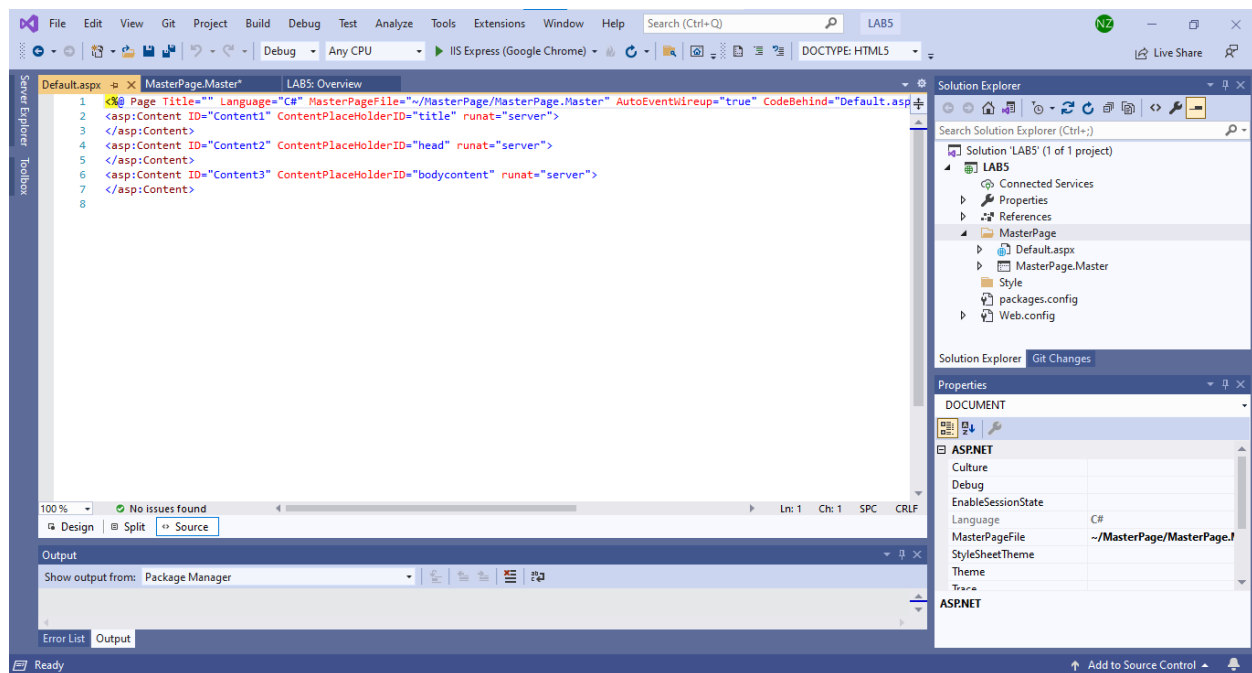 File Edit View Git Project Build Debug Test Analyze Tools Extensions Window Help Search (Ctrl+Q) LAB5 NZ
Debug Any CPU IIS Express (Google Chrome) DOCTYPE: HTML5 Live Share
Server Explorer
Toolbox
Default.aspx MasterPage.Master* LAB5: Overview
1 <%@ Page Title="" Language="C#" MasterPageFile="~/MasterPage/MasterPage.Master" AutoEventWireup="true" CodeBehind="Default.asp
2 <asp:Content ID="Content1" ContentPlaceHolderID="title" runat="server">
3 </asp:Content>
4 <asp:Content ID="Content2" ContentPlaceHolderID="head" runat="server">
5 </asp:Content>
6 <asp:Content ID="Content3" ContentPlaceHolderID="bodycontent" runat="server">
7 </asp:Content>
8
100 % No issues found Ln: 1 Ch: 1 SPC CRLF
Design Split Source
Output
Show output from: Package Manager
Error List Output
Solution Explorer
Search Solution Explorer (Ctrl+;)
Solution 'LAB5' (1 of 1 project)
LAB5
Connected Services
Properties
References
MasterPage
Default.aspx
MasterPage.Master
Style
packages.config
Web.config
Solution Explorer Git Changes
Properties
DOCUMENT
ASP.NET
Culture
Debug
EnableSessionState
Language C#
MasterPageFile ~/MasterPage/MasterPage.M
StyleSheetTheme
Theme
Trace
ASP.NET
Ready Add to Source Control